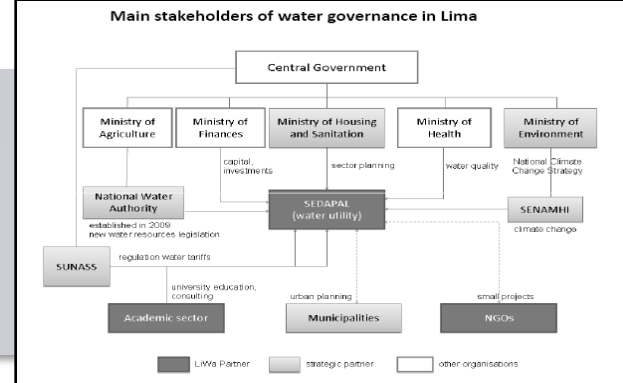 Main stakeholders of water governance in Lima
Central Government
Ministry of
Agriculture
Ministry of
Finances
Ministry of Housing
and Sanitation
Ministry of
Health
Ministry of
Environment
capital,
investments
sector planning
water quality
National Climate
Change Strategy
National Water
Authority
SEDAPAL
(water utility)
SENAMHI
established in 2009
new water resources legislation
climate change
SUNASS
regulation water tariffs
university education,
consulting
urban planning
small projects
Academic sector
Municipalities
NGOs
LiWa Partner
strategic partner
other organisations